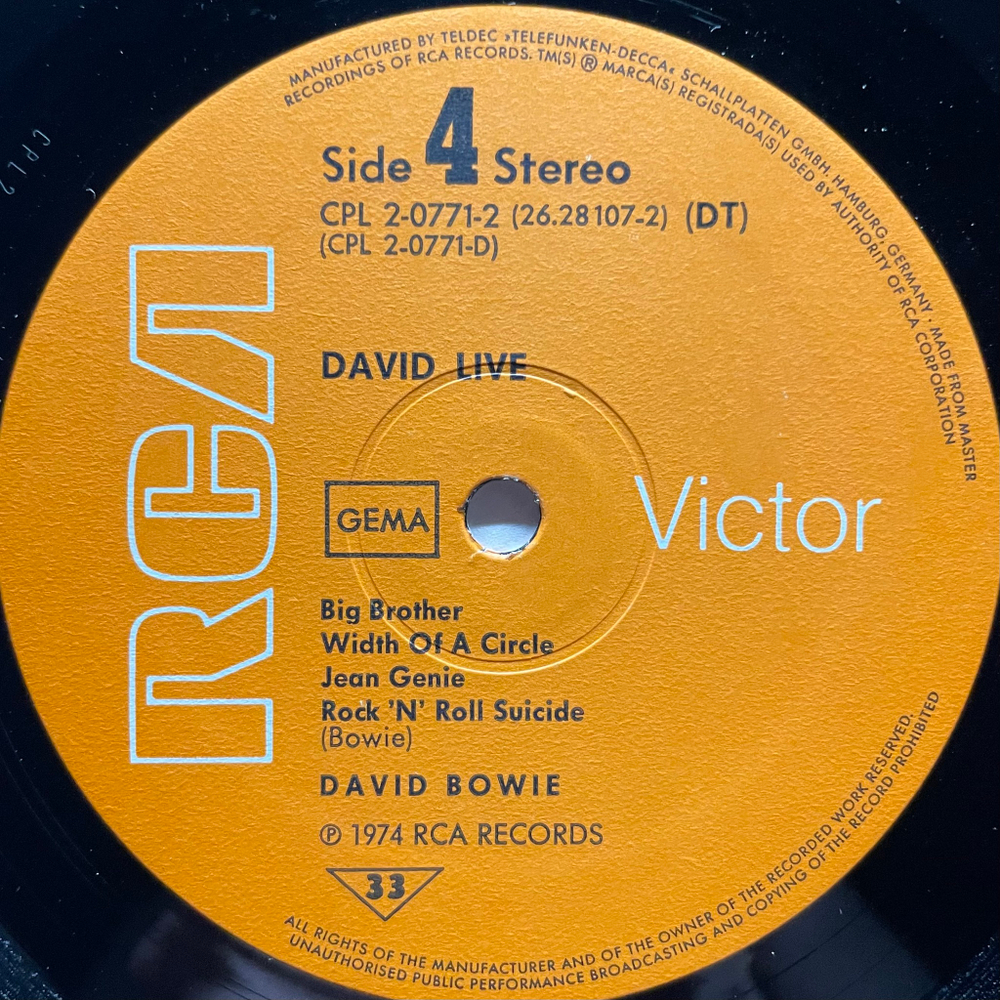 MANUFACTURED BY TELDEC »TELEFUNKEN-DECCA« SCHALLPLATTEN GMBH, HAMBURG, GERMANY · MADE FROM MASTER
RECORDINGS OF RCA RECORDS. TM(S) ® MARCA(S) REGISTRADA(S) USED BY AUTHORITY OF RCA CORPORATION
Side 4 Stereo
CPL 2-0771-2 (26.28107-2) (DT)
(CPL 2-0771-D)
RCA
DAVID LIVE
GEMA
Victor
Big Brother
Width Of A Circle
Jean Genie
Rock 'N' Roll Suicide
(Bowie)
DAVID BOWIE
℗ 1974 RCA RECORDS
33
ALL RIGHTS OF THE MANUFACTURER AND OF THE OWNER OF THE RECORDED WORK RESERVED.
UNAUTHORISED PUBLIC PERFORMANCE BROADCASTING AND COPYING OF THE RECORD PROHIBITED
CPL 2